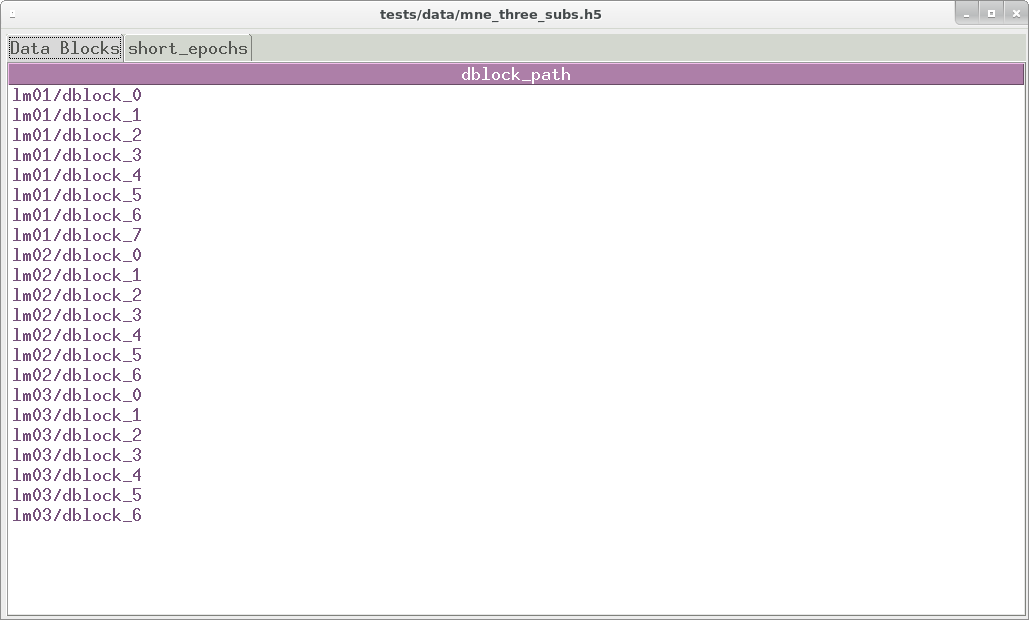 tests/data/mne_three_subs.h5
Data Blocks short_epochs
dblock_path
lm01/dblock_0
lm01/dblock_1
lm01/dblock_2
lm01/dblock_3
lm01/dblock_4
lm01/dblock_5
lm01/dblock_6
lm01/dblock_7
lm02/dblock_0
lm02/dblock_1
lm02/dblock_2
lm02/dblock_3
lm02/dblock_4
lm02/dblock_5
lm02/dblock_6
lm03/dblock_0
lm03/dblock_1
lm03/dblock_2
lm03/dblock_3
lm03/dblock_4
lm03/dblock_5
lm03/dblock_6